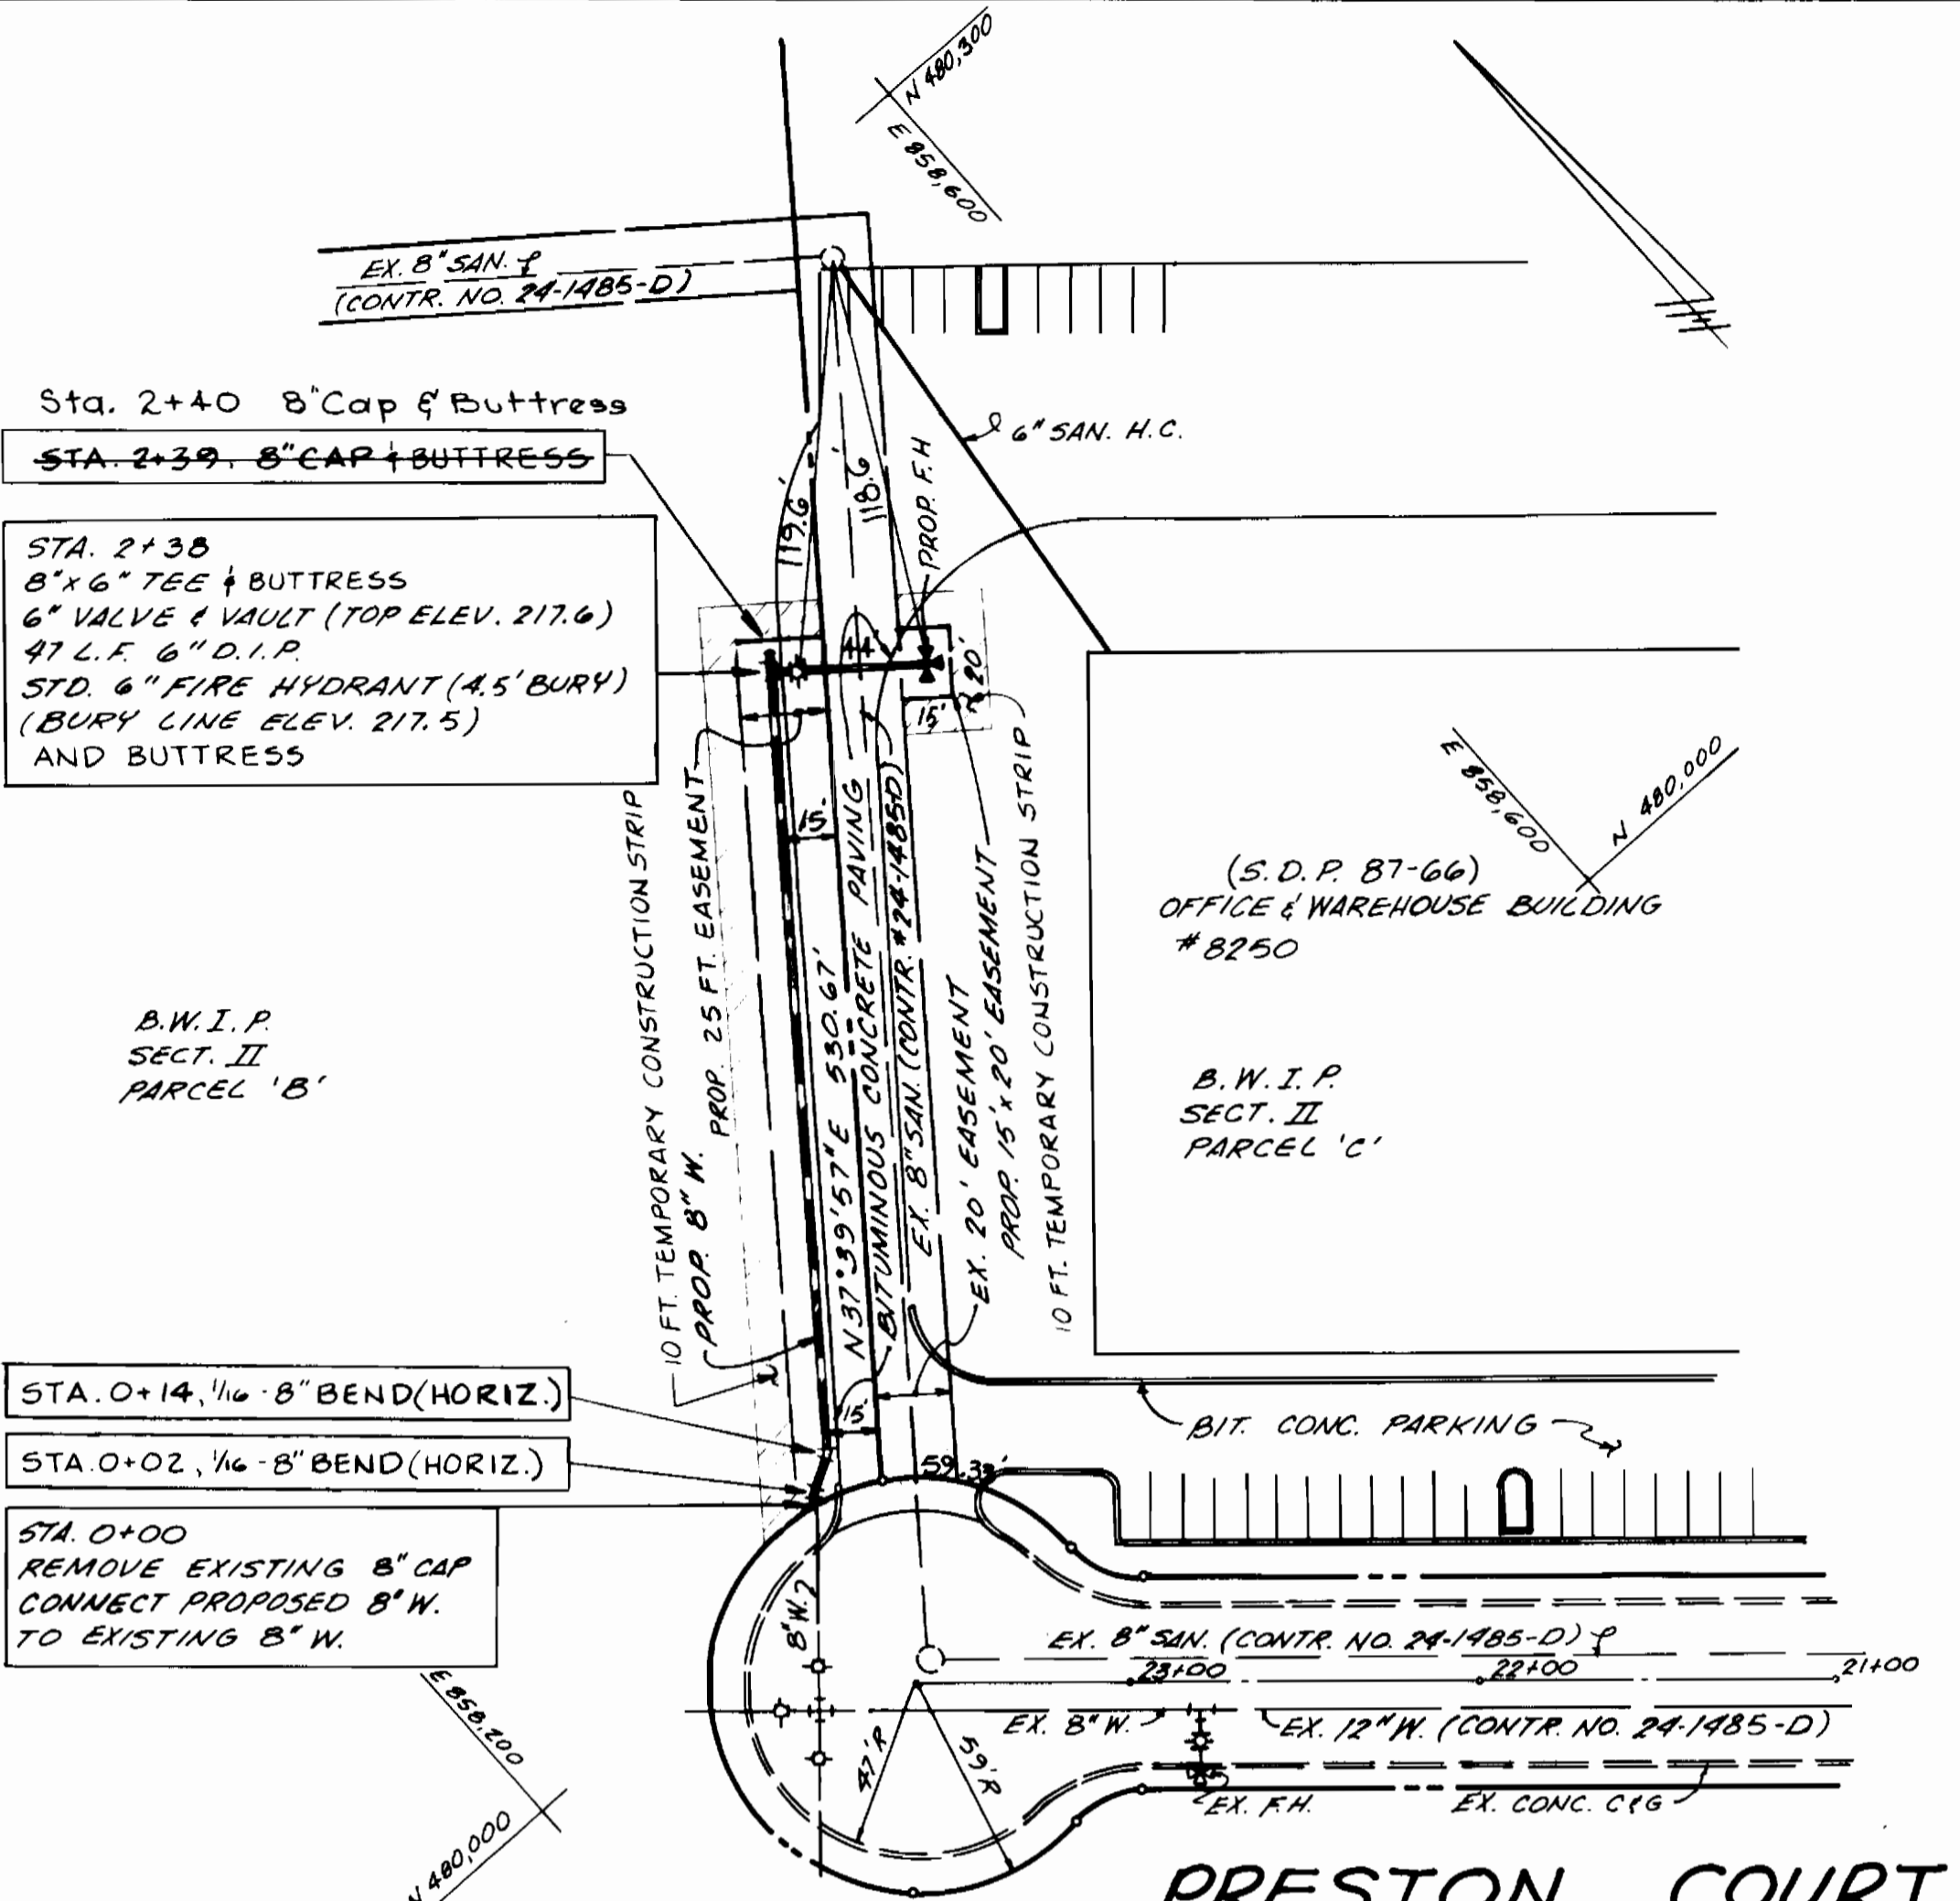 N 480,300
E 858,600
EX. 8" SAN.
(CONTR. NO. 24-1485-D)
Sta. 2+40 8" Cap & Buttress
STA. 2+39, 8" CAP & BUTTRESS
6" SAN. H.C.
119.6'
118.6'
PROP. F.H
STA. 2+38
8" x 6" TEE & BUTTRESS
6" VALVE & VAULT (TOP ELEV. 217.6)
47 L.F. 6" D.I.P.
STD. 6" FIRE HYDRANT (4.5' BURY)
(BURY LINE ELEV. 217.5)
AND BUTTRESS
44'
20'
15'
15'
10 FT. TEMPORARY CONSTRUCTION STRIP
PROP. 8" W.
PROP. 25 FT. EASEMENT
N 37°39'57" E 530.67'
BITUMINOUS CONCRETE PAVING
EX. 8" SAN. (CONTR. #24-1485D)
EX. 20' EASEMENT
PROP. 15' x 20' EASEMENT
10 FT. TEMPORARY CONSTRUCTION STRIP
E 858,600
N 480,000
(S.D.P. 87-66)
OFFICE & WAREHOUSE BUILDING
#8250
B.W.I.P.
SECT. II
PARCEL 'B'
B.W.I.P.
SECT. II
PARCEL 'C'
STA. 0+14, 1/16 - 8" BEND (HORIZ.)
STA. 0+02, 1/16 - 8" BEND (HORIZ.)
STA. 0+00
REMOVE EXISTING 8" CAP
CONNECT PROPOSED 8" W.
TO EXISTING 8" W.
15'
59.33'
BIT. CONC. PARKING
8" W.
EX. 8" SAN. (CONTR. NO. 24-1485-D)
23+00
22+00
21+00
EX. 8" W.
EX. 12" W. (CONTR. NO. 24-1485-D)
47'R
59'R
EX. F.H.
EX. CONC. C&G
E 858,200
N 480,000
PRESTON COURT